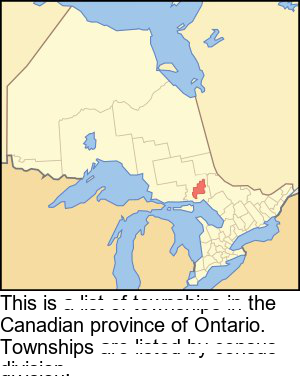 This is a list of townships in the
Canadian province of Ontario.
Townships are listed by census
division.